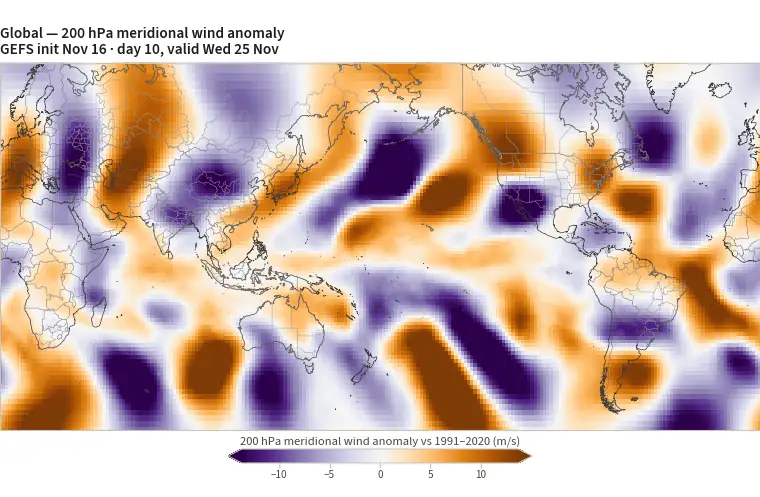 Global — 200 hPa meridional wind anomaly
GEFS init Nov 16 · day 10, valid Wed 25 Nov
200 hPa meridional wind anomaly vs 1991–2020 (m/s)
−10 −5 0 5 10